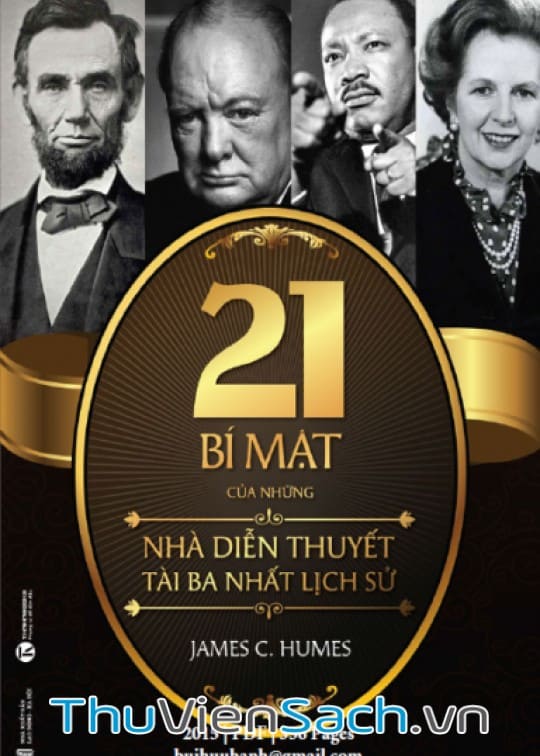 21
BÍ MẬT
CỦA NHỮNG
NHÀ DIỄN THUYẾT
TÀI BA NHẤT LỊCH SỬ
JAMES C. HUMES
ThuVienSach.vn